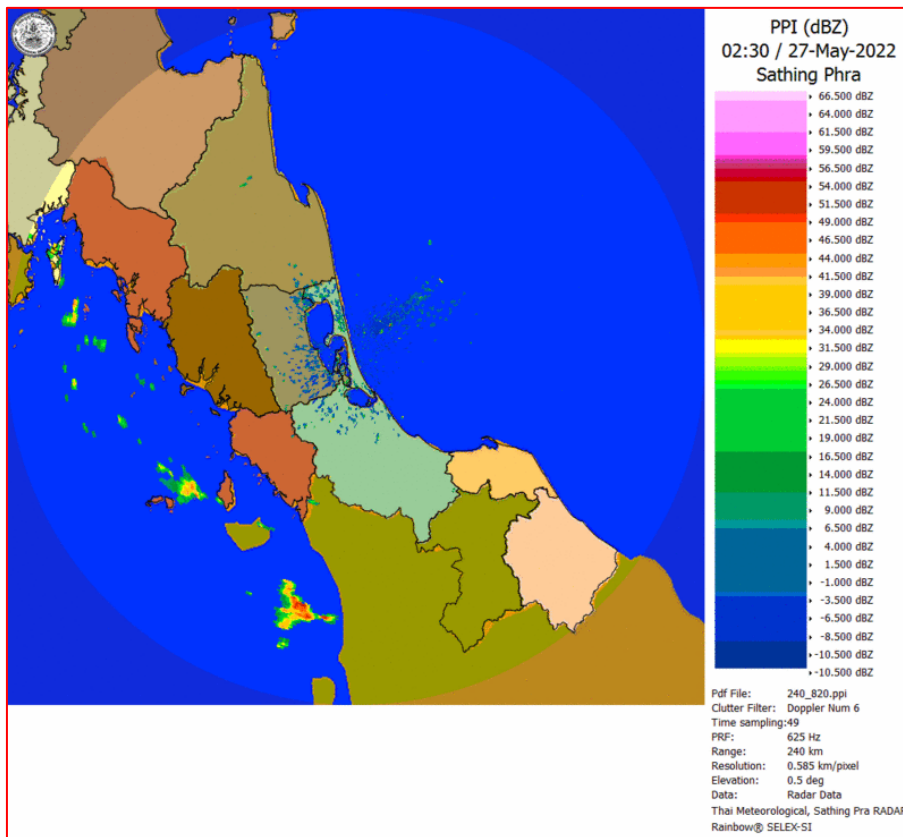 PPI (dBZ)
02:30 / 27-May-2022
Sathing Phra
66.500 dBZ
64.000 dBZ
61.500 dBZ
59.500 dBZ
56.500 dBZ
54.000 dBZ
51.500 dBZ
49.000 dBZ
46.500 dBZ
44.000 dBZ
41.500 dBZ
39.000 dBZ
36.500 dBZ
34.000 dBZ
31.500 dBZ
29.000 dBZ
26.500 dBZ
24.000 dBZ
21.500 dBZ
19.000 dBZ
16.500 dBZ
14.000 dBZ
11.500 dBZ
9.000 dBZ
6.500 dBZ
4.000 dBZ
1.500 dBZ
-1.000 dBZ
-3.500 dBZ
-6.500 dBZ
-8.500 dBZ
-10.500 dBZ
-10.500 dBZ
Pdf File: 240_820.ppi
Clutter Filter: Doppler Num 6
Time sampling:49
PRF: 625 Hz
Range: 240 km
Resolution: 0.585 km/pixel
Elevation: 0.5 deg
Data: Radar Data
Thai Meteorological, Sathing Pra RADAR
Rainbow® SELEX-SI